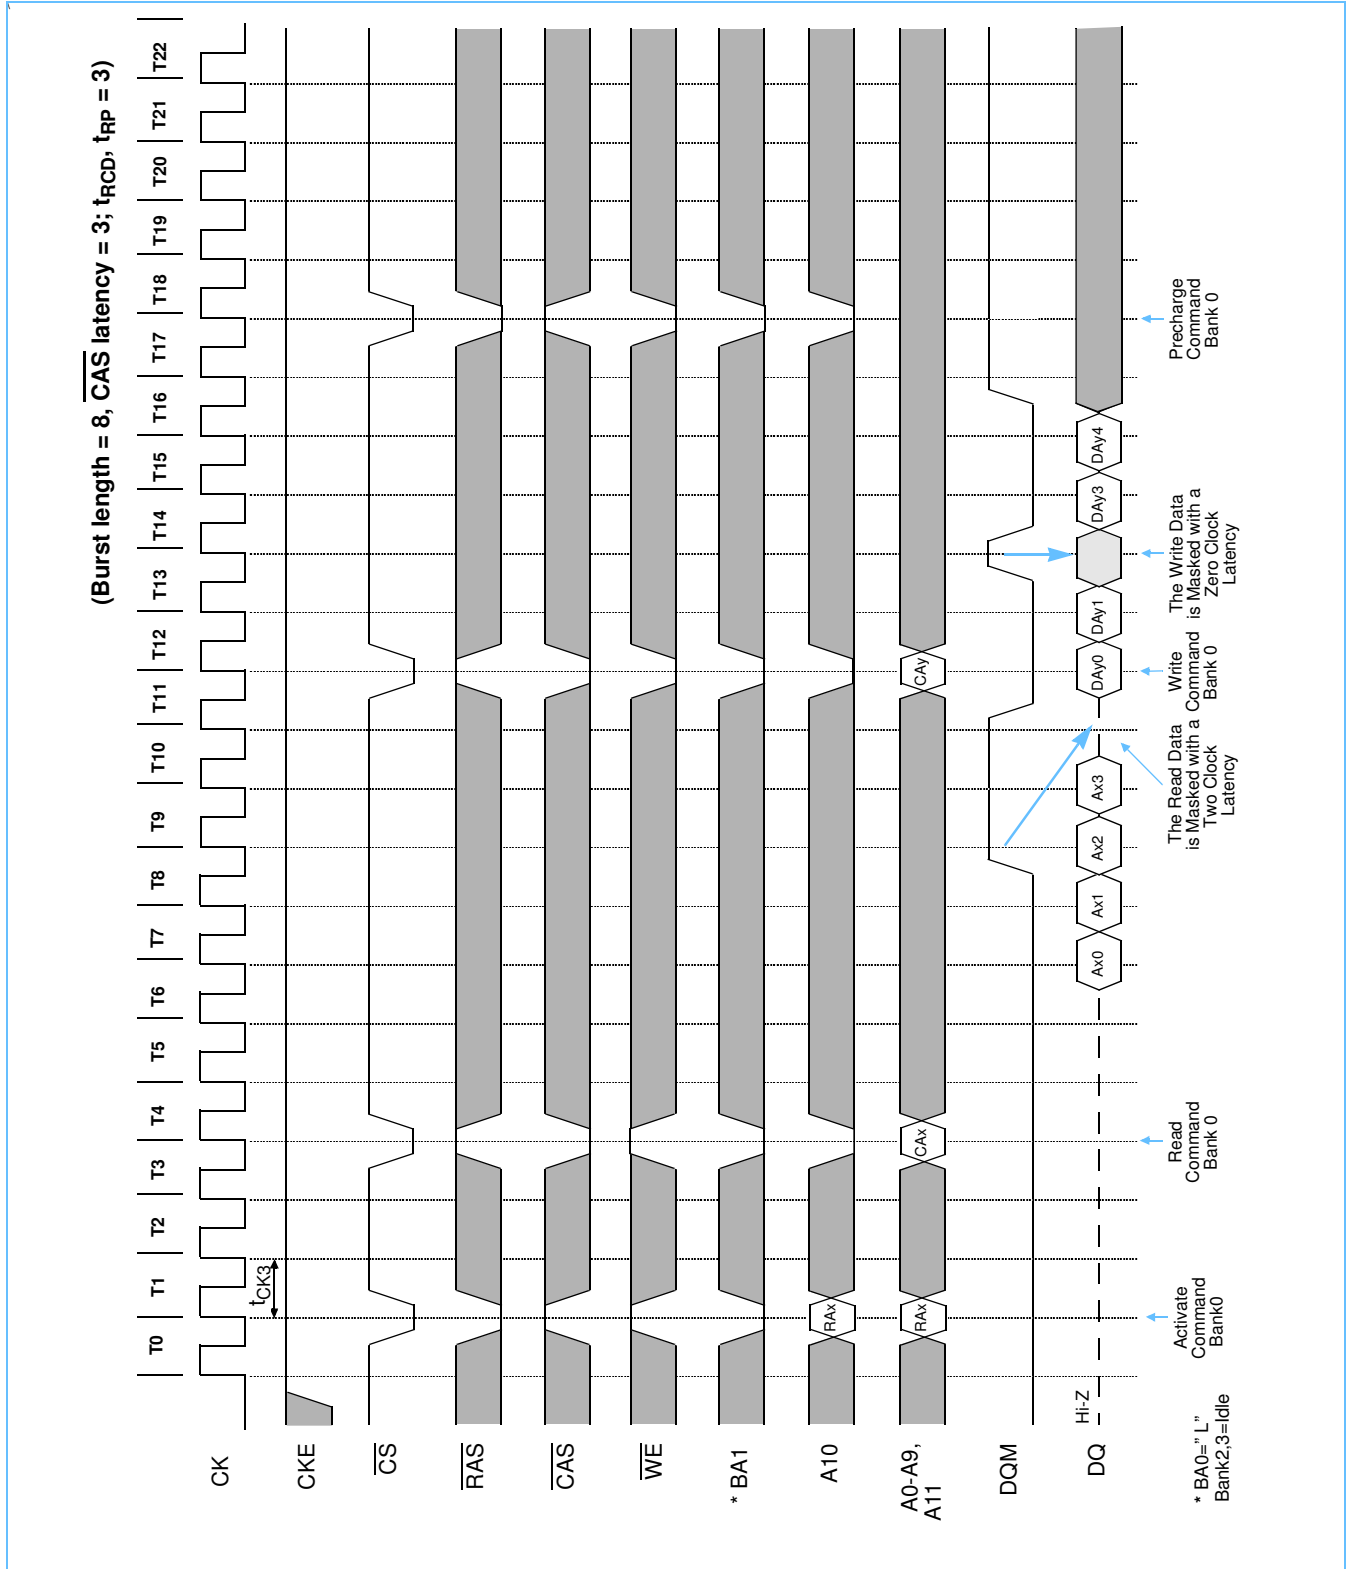 (Burst length = 8, CAS latency = 3; tRCD, tRP = 3)
T0 T1 T2 T3 T4 T5 T6 T7 T8 T9 T10 T11 T12 T13 T14 T15 T16 T17 T18 T19 T20 T21 T22
CK
tCK3
CKE
CS
RAS
CAS
WE
* BA1
A10
RAx
A0-A9,
A11
RAx CAx CAy
DQM
DQ
Hi-Z
Ax0 Ax1 Ax2 Ax3 DAy0 DAy1 DAy3 DAy4
* BA0=" L"
Bank2,3=Idle
Activate
Command
Bank0
Read
Command
Bank 0
The Read Data
is Masked with a
Two Clock
Latency
Write
Command
Bank 0
The Write Data
is Masked with a
Zero Clock
Latency
Precharge
Command
Bank 0